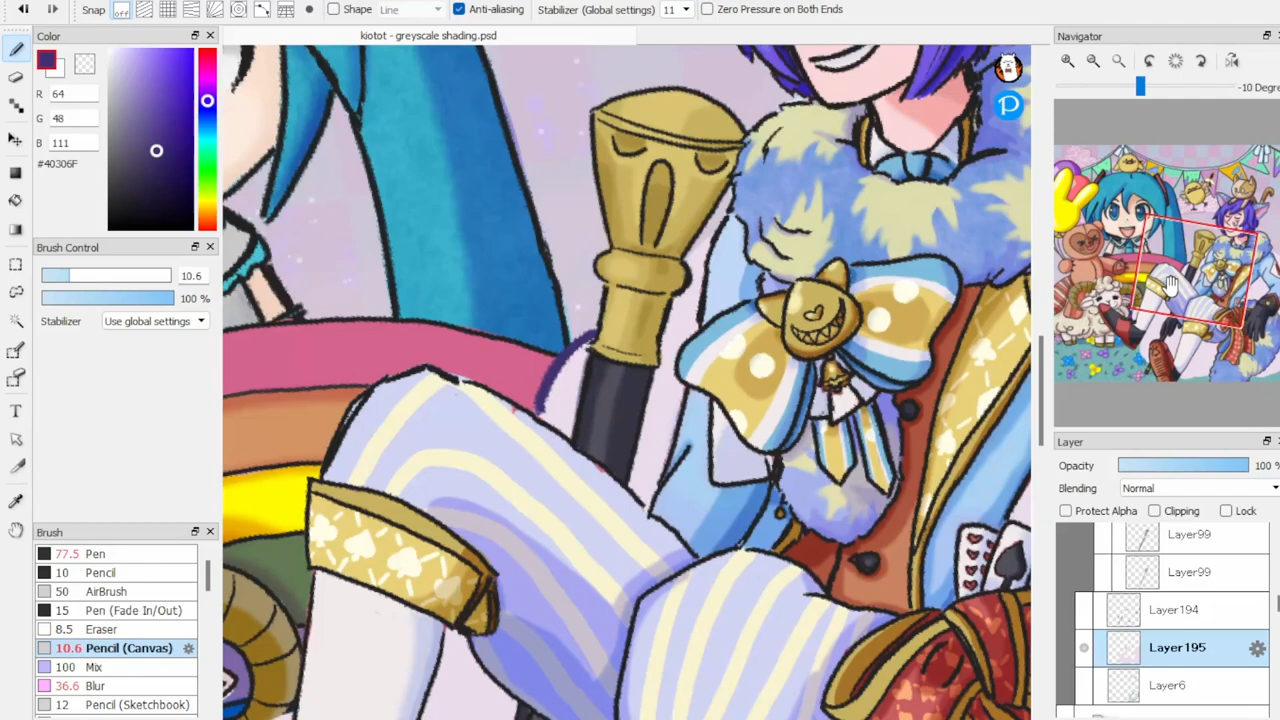 Snap
Shape
Line
Anti-aliasing
Stabilizer (Global settings)
11
Zero Pressure on Both Ends
Color
kiotot - greyscale shading.psd
Navigator
R 64
G 48
B 111
#40306F
-10 Degre
P
Brush Control
10.6
100 %
Stabilizer
Use global settings
Layer
Opacity
100 %
Blending
Normal
Protect Alpha
Clipping
Lock
Layer99
Layer99
Layer194
Layer195
Layer6
Brush
77.5 Pen
10 Pencil
50 AirBrush
15 Pen (Fade In/Out)
8.5 Eraser
10.6 Pencil (Canvas)
100 Mix
36.6 Blur
12 Pencil (Sketchbook)